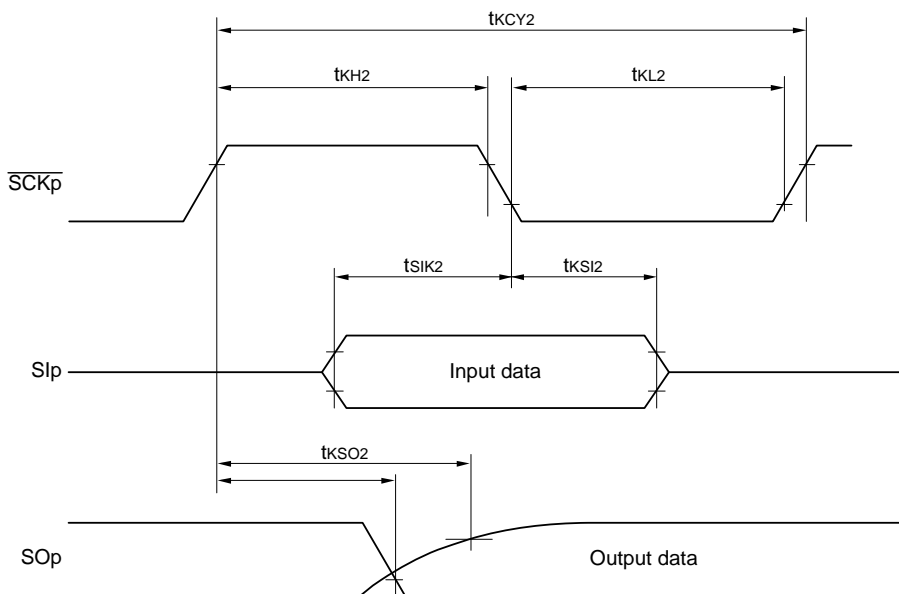 tKCY2
tKH2
tKL2
SCKp
tSIK2
tKSI2
SIp
Input data
tKSO2
SOp
Output data